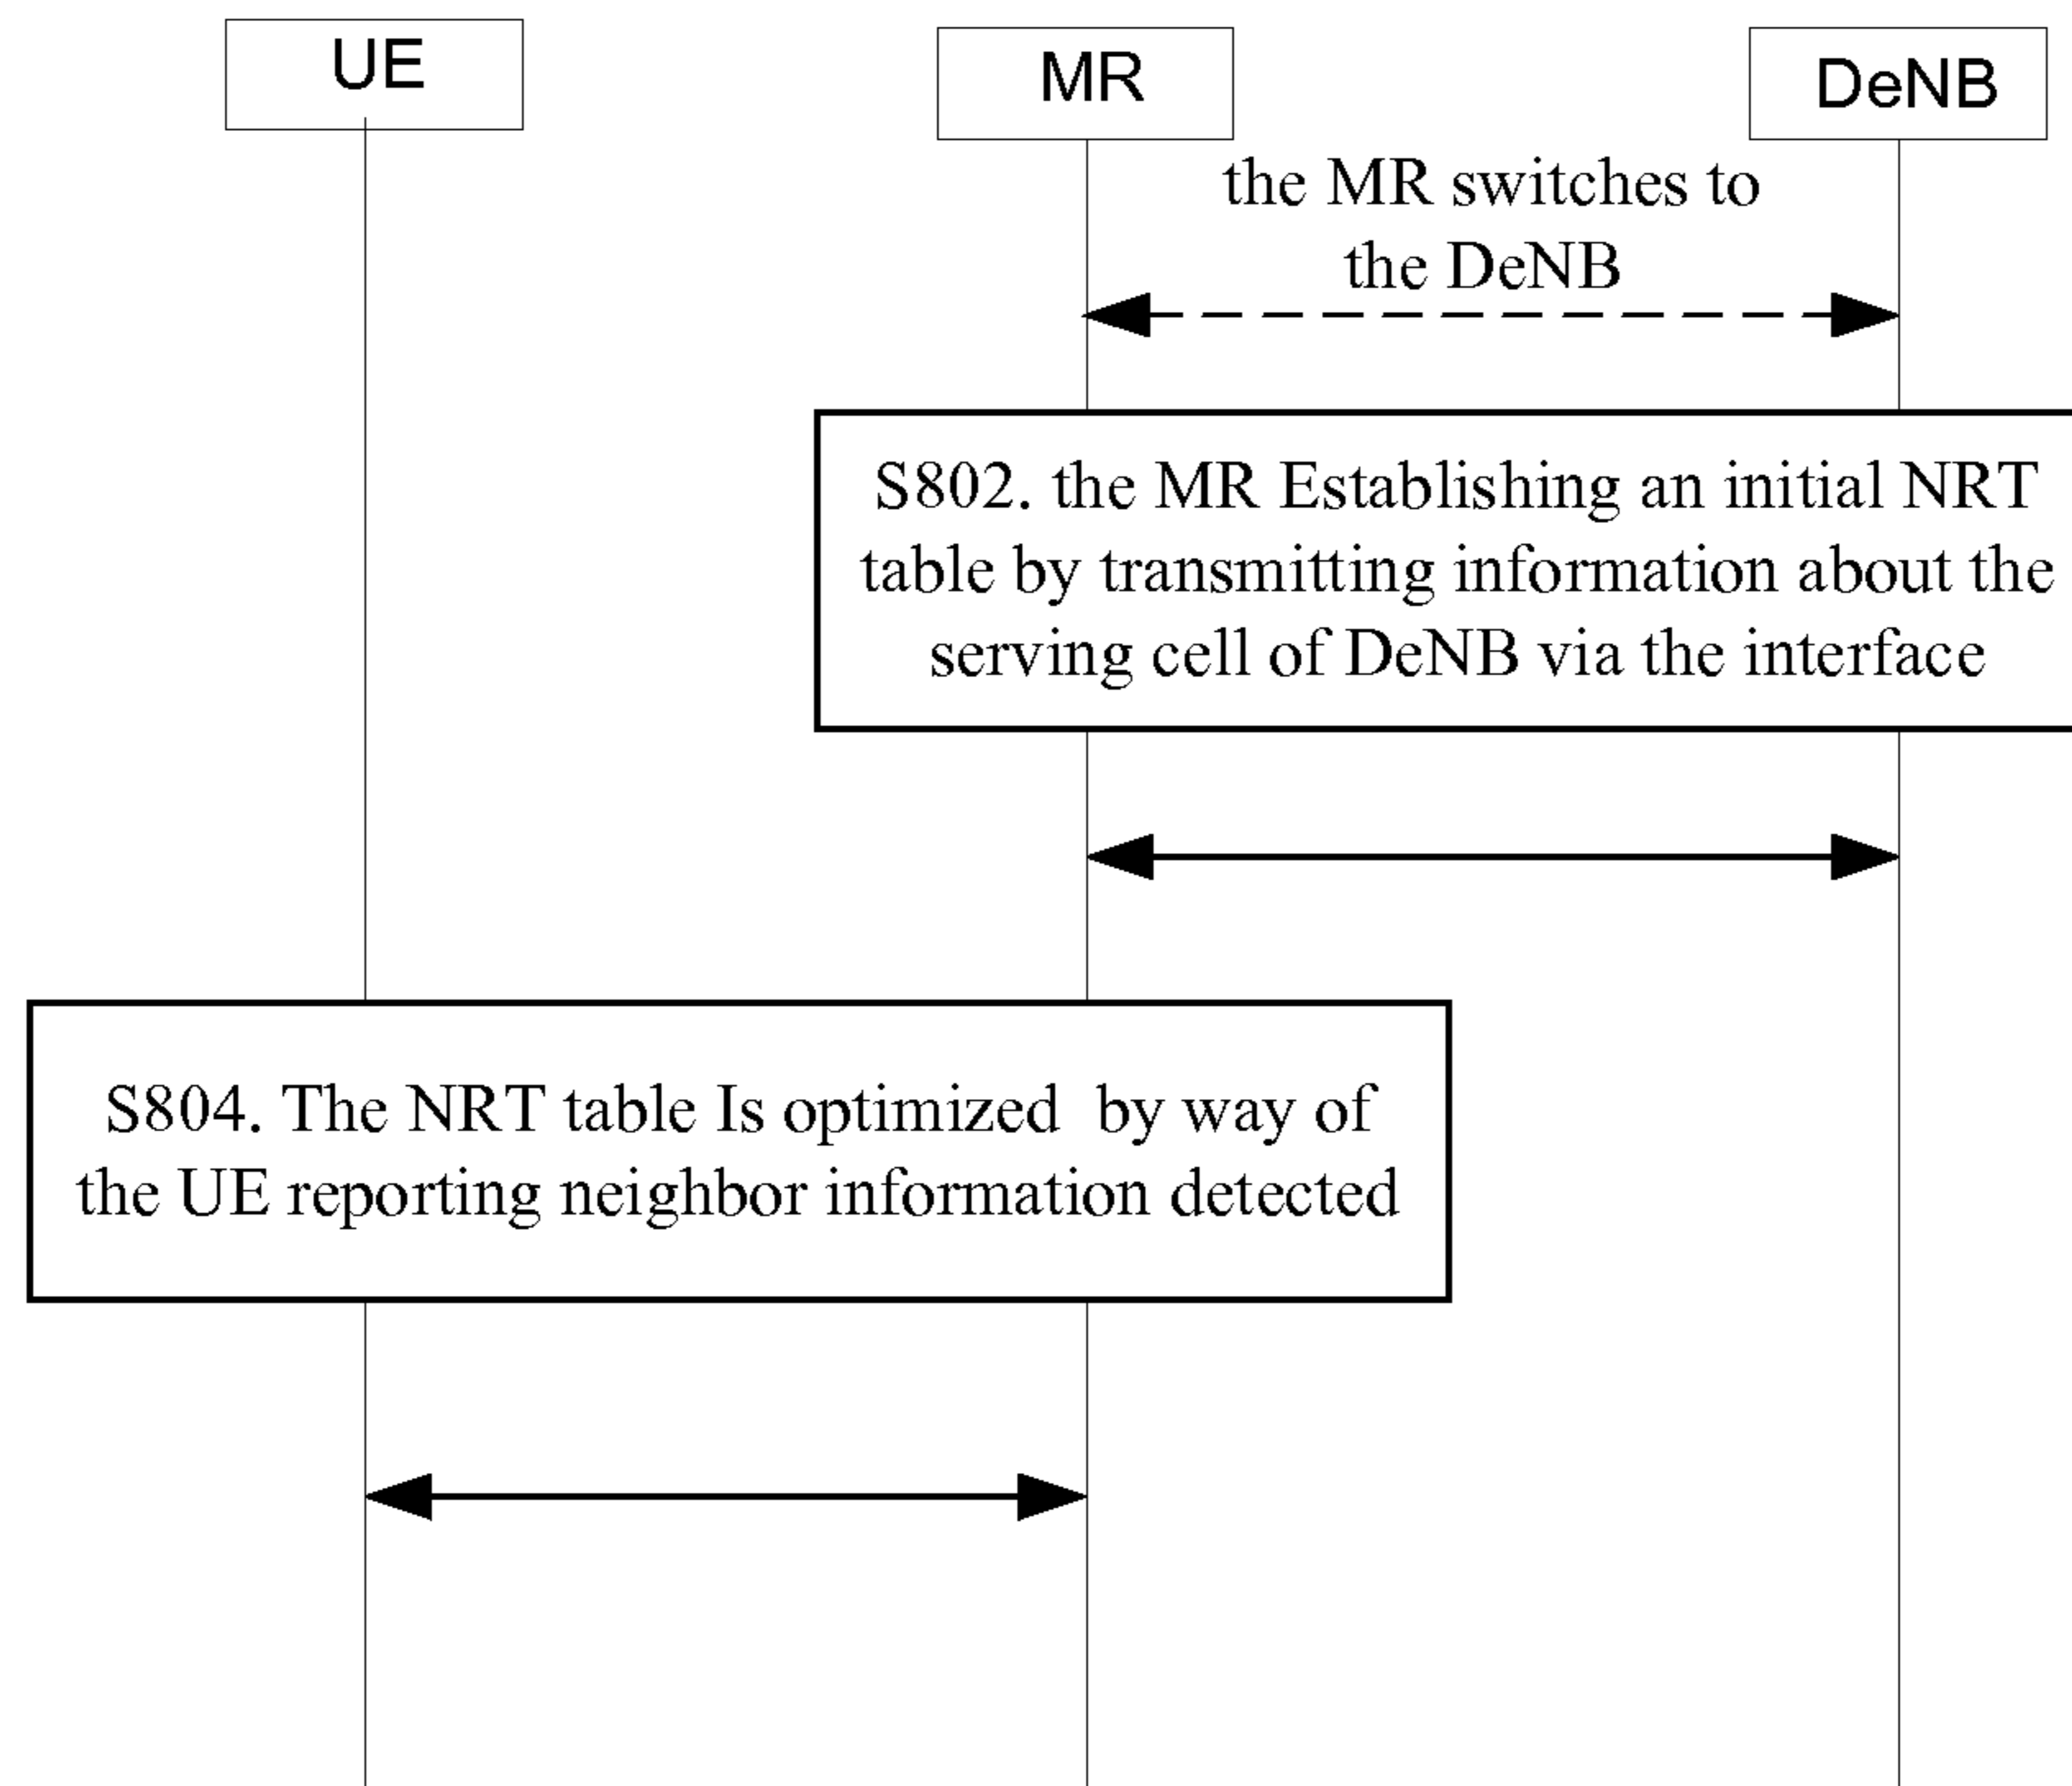 UE
MR
DeNB
the MR switches to
the DeNB
S802. the MR Establishing an initial NRT
table by transmitting information about the
serving cell of DeNB via the interface
S804. The NRT table Is optimized  by way of
the UE reporting neighbor information detected